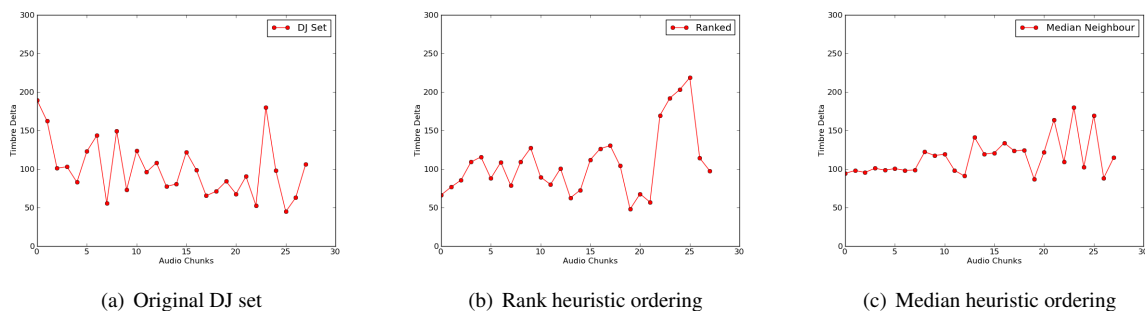 300
250
200
150
100
50
0
Timbre Delta
DJ Set
0 5 10 15 20 25 30
Audio Chunks
(a) Original DJ set
300
250
200
150
100
50
0
Timbre Delta
Ranked
0 5 10 15 20 25 30
Audio Chunks
(b) Rank heuristic ordering
300
250
200
150
100
50
0
Timbre Delta
Median Neighbour
0 5 10 15 20 25 30
Audio Chunks
(c) Median heuristic ordering